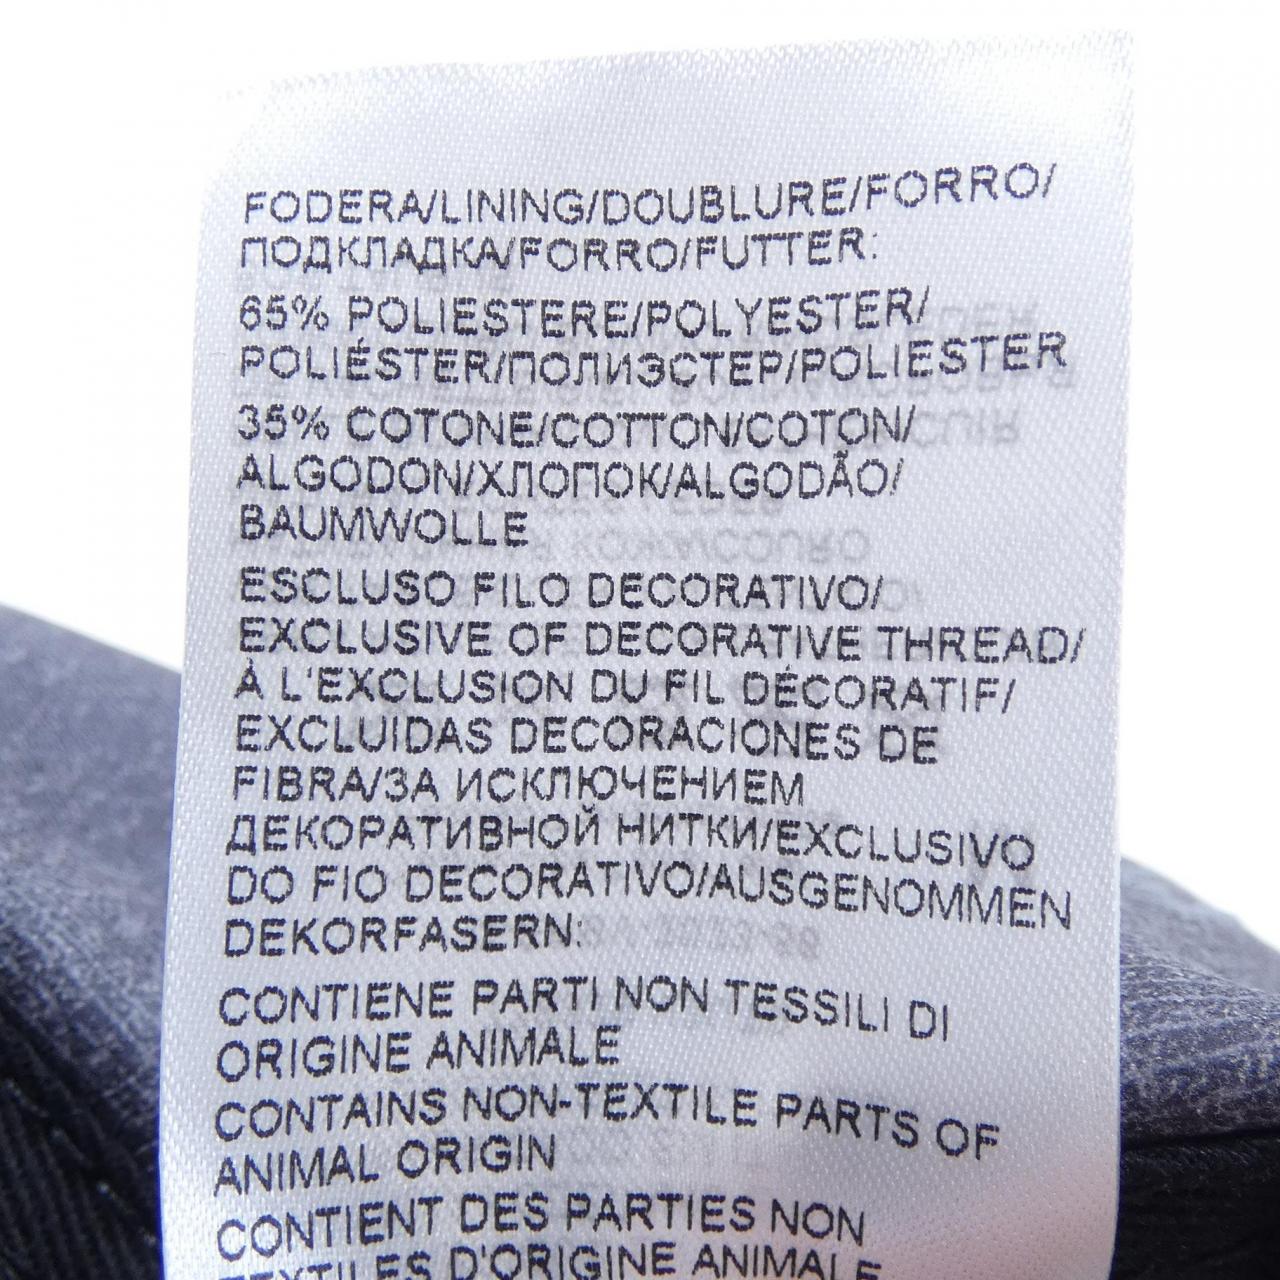 FODERA/LINING/DOUBLURE/FORRO/
ПОДКЛАДКА/FORRO/FUTTER:
65% POLIESTERE/POLYESTER/
POLIÉSTER/ПОЛИЭСТЕР/POLIESTER
35% COTONE/COTTON/COTON/
ALGODON/ХЛОПОК/ALGODÃO/
BAUMWOLLE
ESCLUSO FILO DECORATIVO/
EXCLUSIVE OF DECORATIVE THREAD/
À L'EXCLUSION DU FIL DÉCORATIF/
EXCLUIDAS DECORACIONES DE
FIBRA/ЗА ИСКЛЮЧЕНИЕМ
ДЕКОРАТИВНОЙ НИТКИ/EXCLUSIVO
DO FIO DECORATIVO/AUSGENOMMEN
DEKORFASERN:
CONTIENE PARTI NON TESSILI DI
ORIGINE ANIMALE
CONTAINS NON-TEXTILE PARTS OF
ANIMAL ORIGIN
CONTIENT DES PARTIES NON
TEXTILES D'ORIGINE ANIMALE